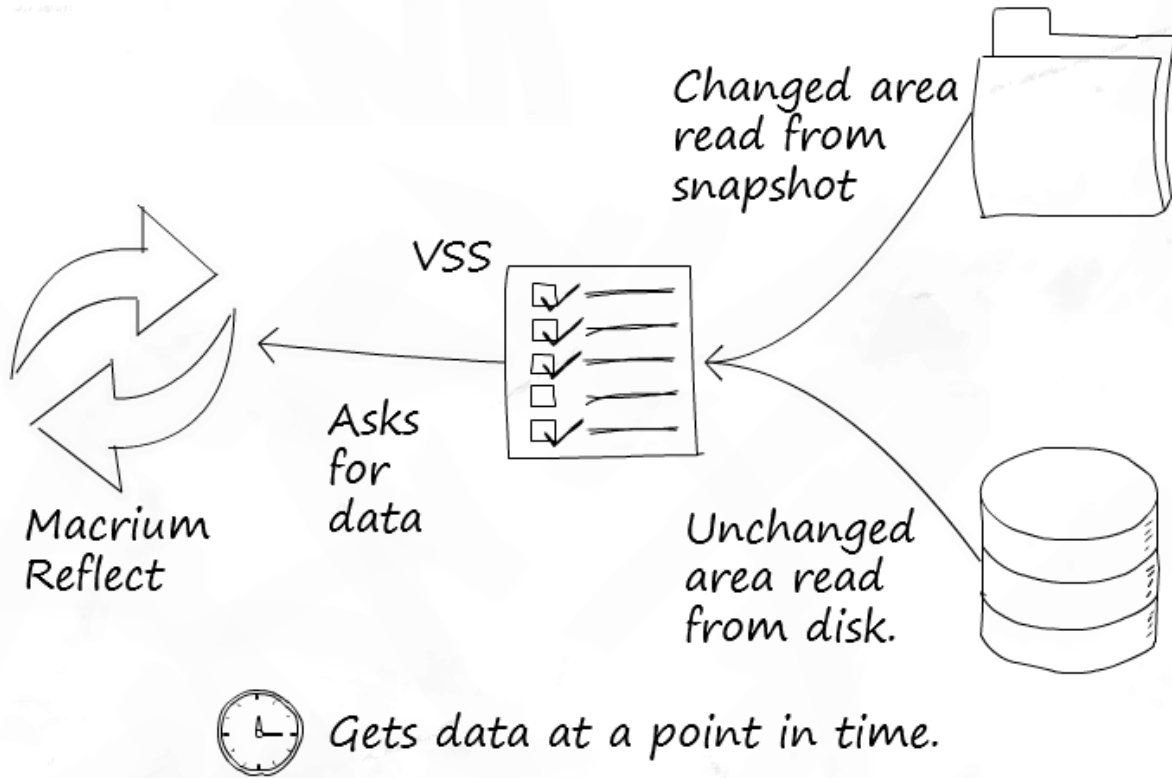 Changed area
read from
snapshot
VSS
Asks
for
data
Macrium
Reflect
Unchanged
area read
from disk.
Gets data at a point in time.